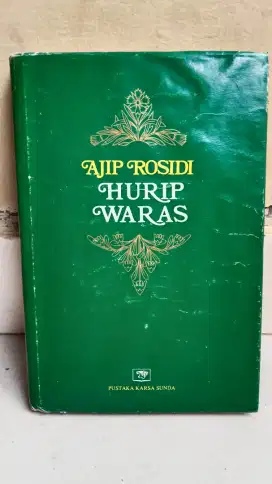 AJIP ROSIDI
HURIP
WARAS
PUSTAKA KARSA SUNDA